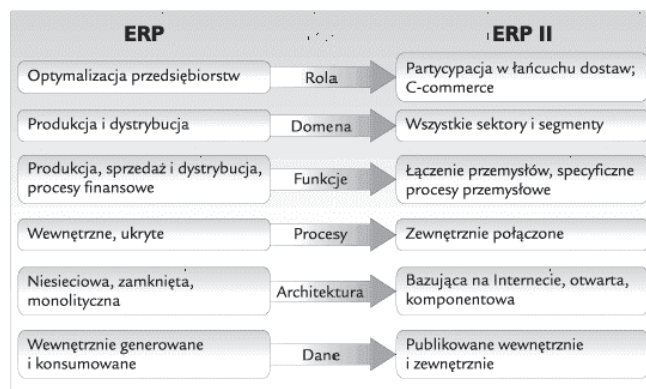 ERP
ERP II
Optymalizacja przedsiębiorstw
Rola
Partycypacja w łańcuchu dostaw;
C-commerce
Produkcja i dystrybucja
Domena
Wszystkie sektory i segmenty
Produkcja, sprzedaż i dystrybucja,
procesy finansowe
Funkcje
Łączenie przemysłów, specyficzne
procesy przemysłowe
Wewnętrzne, ukryte
Procesy
Zewnętrznie połączone
Niesieciowa, zamknięta,
monolityczna
Architektura
Bazująca na Internecie, otwarta,
komponentowa
Wewnętrznie generowane
i konsumowane
Dane
Publikowane wewnętrznie
i zewnętrznie